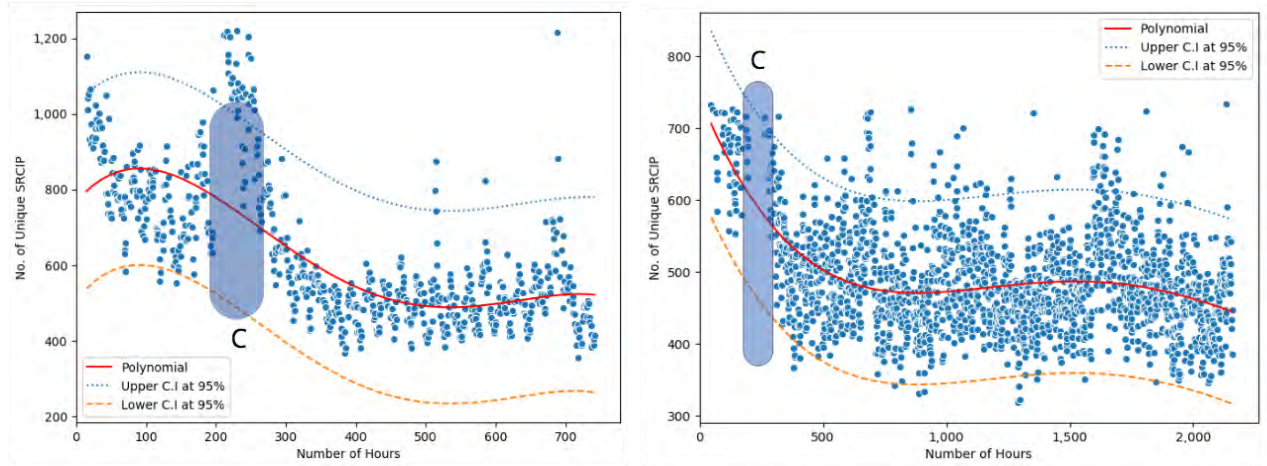 1,200
1,000
800
600
400
200
No. of Unique SRCIP
C
Polynomial
Upper C.I at 95%
Lower C.I at 95%
0 100 200 300 400 500 600 700
Number of Hours
800
700
600
500
400
300
No. of Unique SRCIP
C
Polynomial
Upper C.I at 95%
Lower C.I at 95%
0 500 1,000 1,500 2,000
Number of Hours